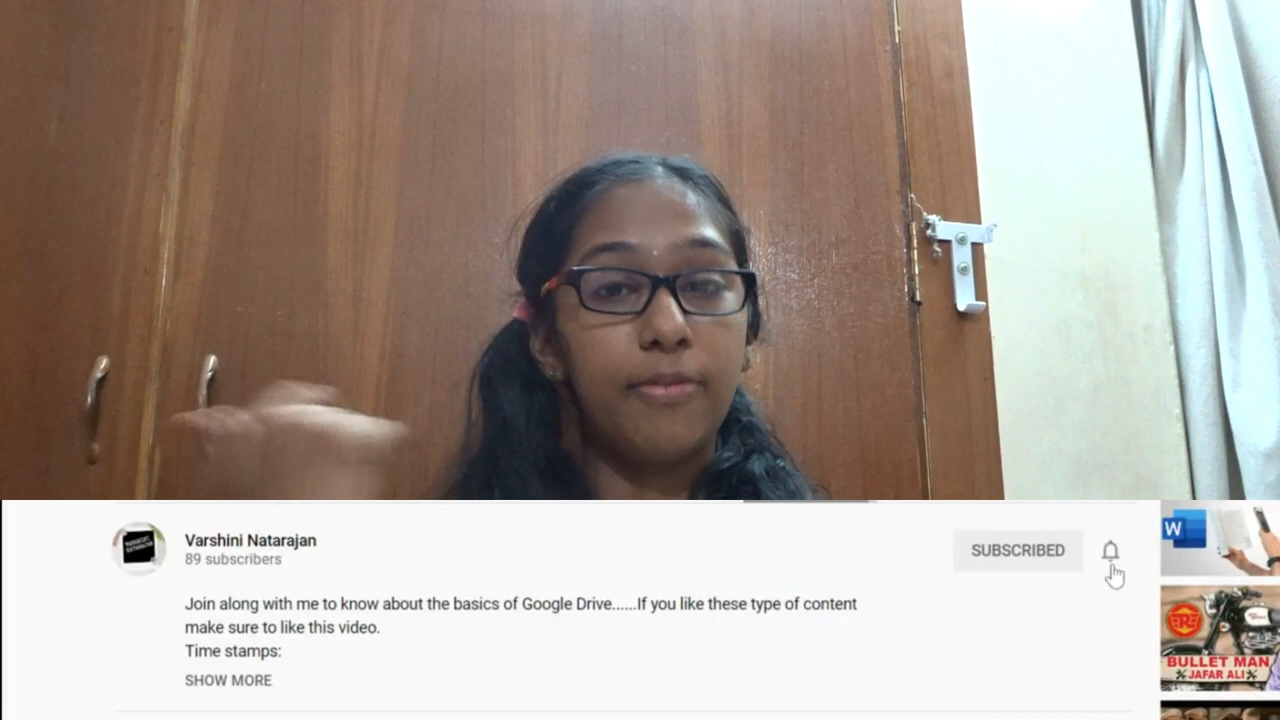 VARSHINI
NATARAJAN
Varshini Natarajan
89 subscribers
SUBSCRIBED
Join along with me to know about the basics of Google Drive......If you like these type of content
make sure to like this video.
Time stamps:
SHOW MORE
W
BULLET MAN
JAFAR ALI